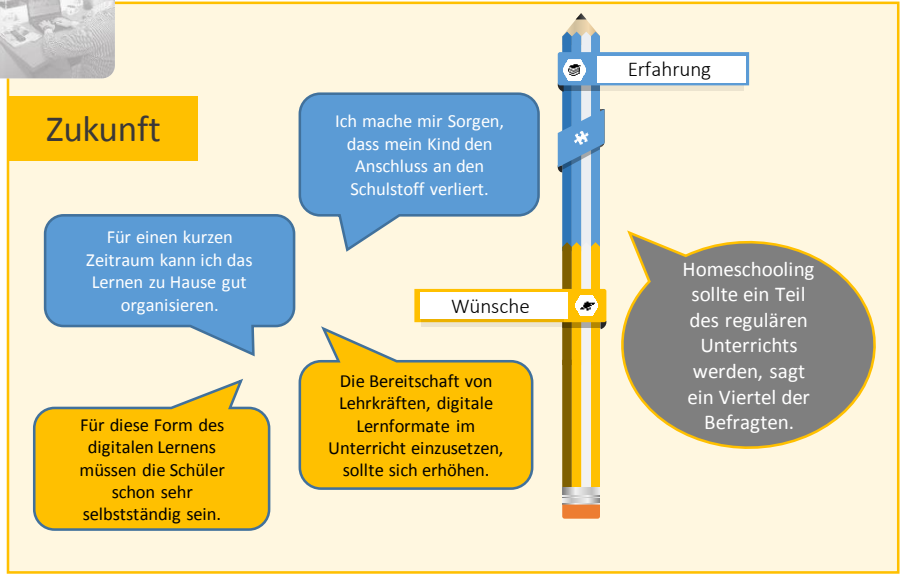 Zukunft
Erfahrung
Ich mache mir Sorgen,
dass mein Kind den
Anschluss an den
Schulstoff verliert.
Für einen kurzen
Zeitraum kann ich das
Lernen zu Hause gut
organisieren.
Wünsche
Homeschooling
sollte ein Teil
des regulären
Unterrichts
werden, sagt
ein Viertel der
Befragten.
Die Bereitschaft von
Lehrkräften, digitale
Lernformate im
Unterricht einzusetzen,
sollte sich erhöhen.
Für diese Form des
digitalen Lernens
müssen die Schüler
schon sehr
selbstständig sein.